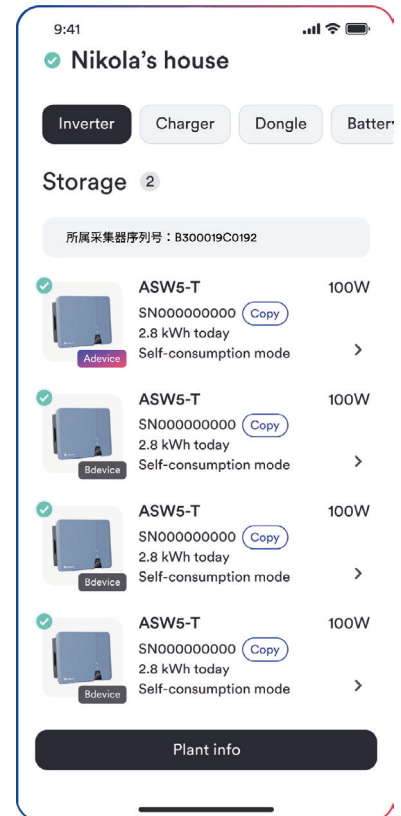 9:41
Nikola's house
Inverter Charger Dongle Battery
Storage 2
所属采集器序列号：B300019C0192
ASW5-T 100W
SN000000000 Copy
2.8 kWh today
Adevice Self-consumption mode
ASW5-T 100W
SN000000000 Copy
2.8 kWh today
Bdevice Self-consumption mode
ASW5-T 100W
SN000000000 Copy
2.8 kWh today
Bdevice Self-consumption mode
ASW5-T 100W
SN000000000 Copy
2.8 kWh today
Bdevice Self-consumption mode
Plant info